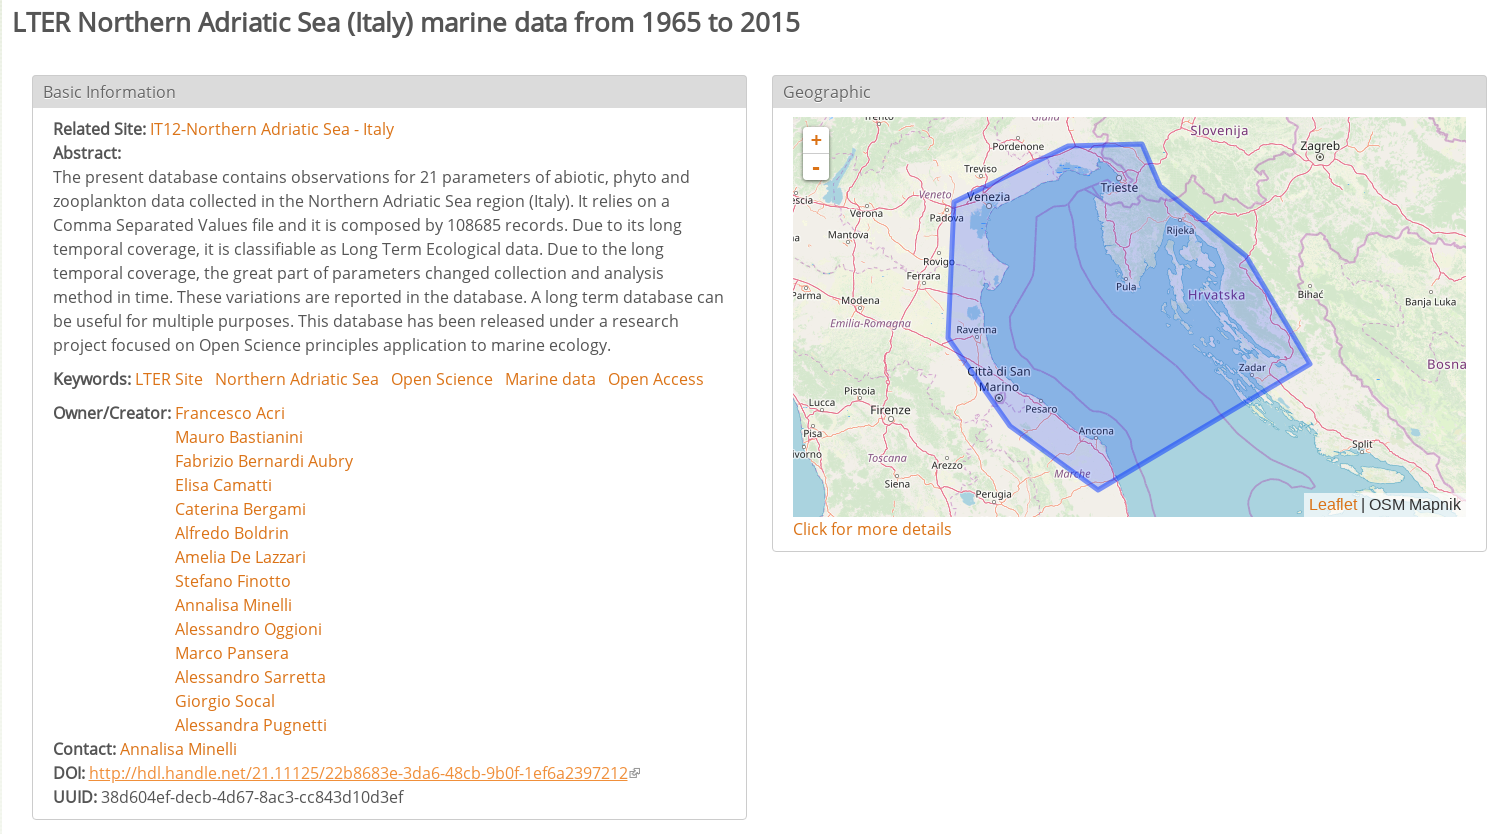 LTER Northern Adriatic Sea (Italy) marine data from 1965 to 2015
Basic Information
Related Site: IT12-Northern Adriatic Sea - Italy
Abstract:
The present database contains observations for 21 parameters of abiotic, phyto and
zooplankton data collected in the Northern Adriatic Sea region (Italy). It relies on a
Comma Separated Values file and it is composed by 108685 records. Due to its long
temporal coverage, it is classifiable as Long Term Ecological data. Due to the long
temporal coverage, the great part of parameters changed collection and analysis
method in time. These variations are reported in the database. A long term database can
be useful for multiple purposes. This database has been released under a research
project focused on Open Science principles application to marine ecology.
Keywords: LTER Site Northern Adriatic Sea Open Science Marine data Open Access
Owner/Creator: Francesco Acri
Mauro Bastianini
Fabrizio Bernardi Aubry
Elisa Camatti
Caterina Bergami
Alfredo Boldrin
Amelia De Lazzari
Stefano Finotto
Annalisa Minelli
Alessandro Oggioni
Marco Pansera
Alessandro Sarretta
Giorgio Socal
Alessandra Pugnetti
Contact: Annalisa Minelli
DOI: http://hdl.handle.net/21.11125/22b8683e-3da6-48cb-9b0f-1ef6a2397212
UUID: 38d604ef-decb-4d67-8ac3-cc843d10d3ef
Geographic
+
-
Trento
Giulia
Slovenija
Pordenone
Zagreb
Treviso
Trieste
Veneto
Venezia
escia
Verona
Padova
Rijeka
Mantova
na
Rovigo
Ferrara
Pula
Hrvatska
Bihać
Parma
Modena
Banja Luka
Emilia-Romagna
Ravenna
Bosna
Città di San
Marino
Zadar
Pistoia
Lucca
Firenze
Pesaro
Pisa
Ancona
Split
ivorno
Toscana
Arezzo
Marche
Siena
Perugia
Leaflet | OSM Mapnik
Click for more details